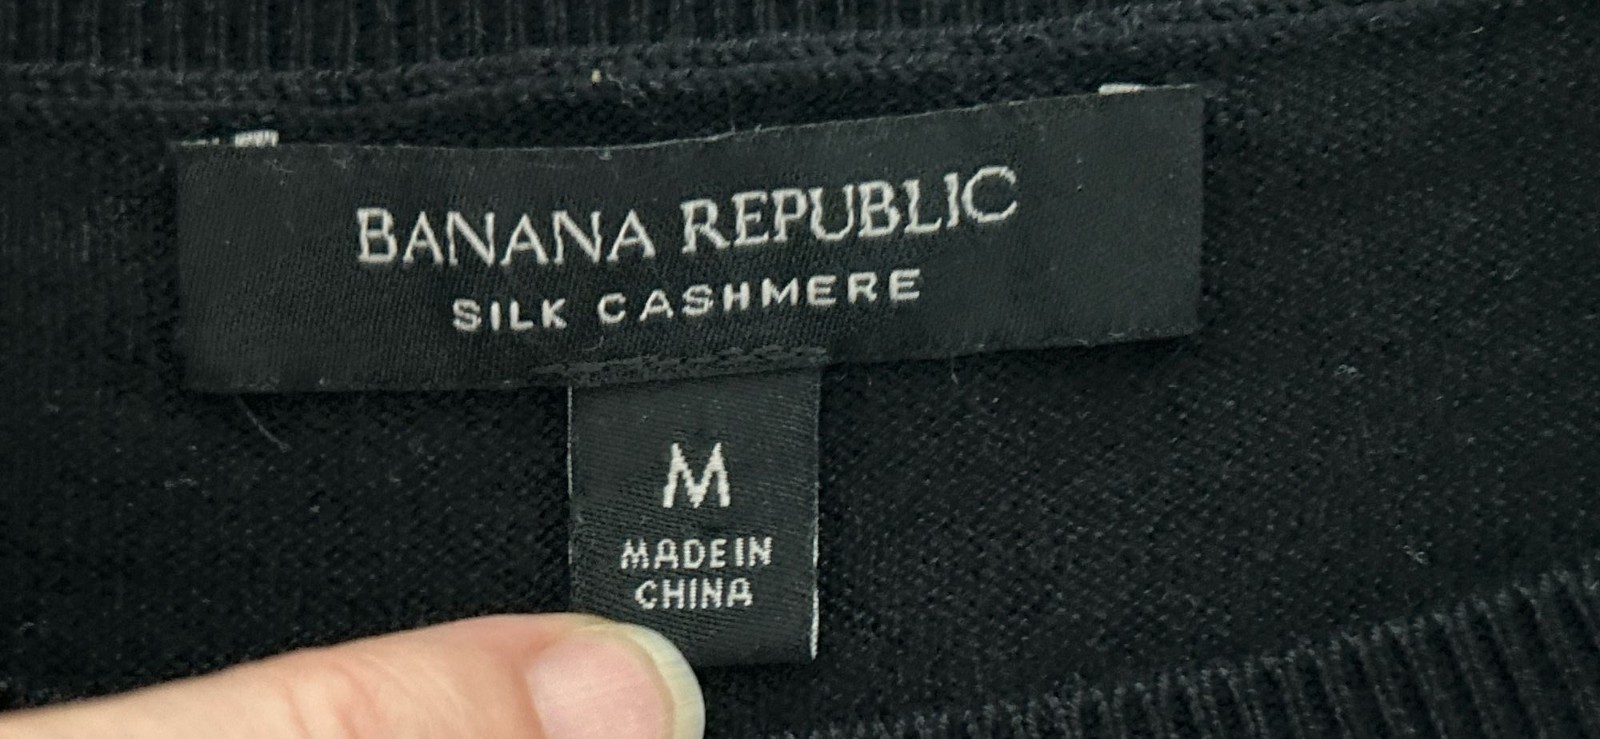 BANANA REPUBLIC
SILK CASHMERE
M
MADE IN
CHINA